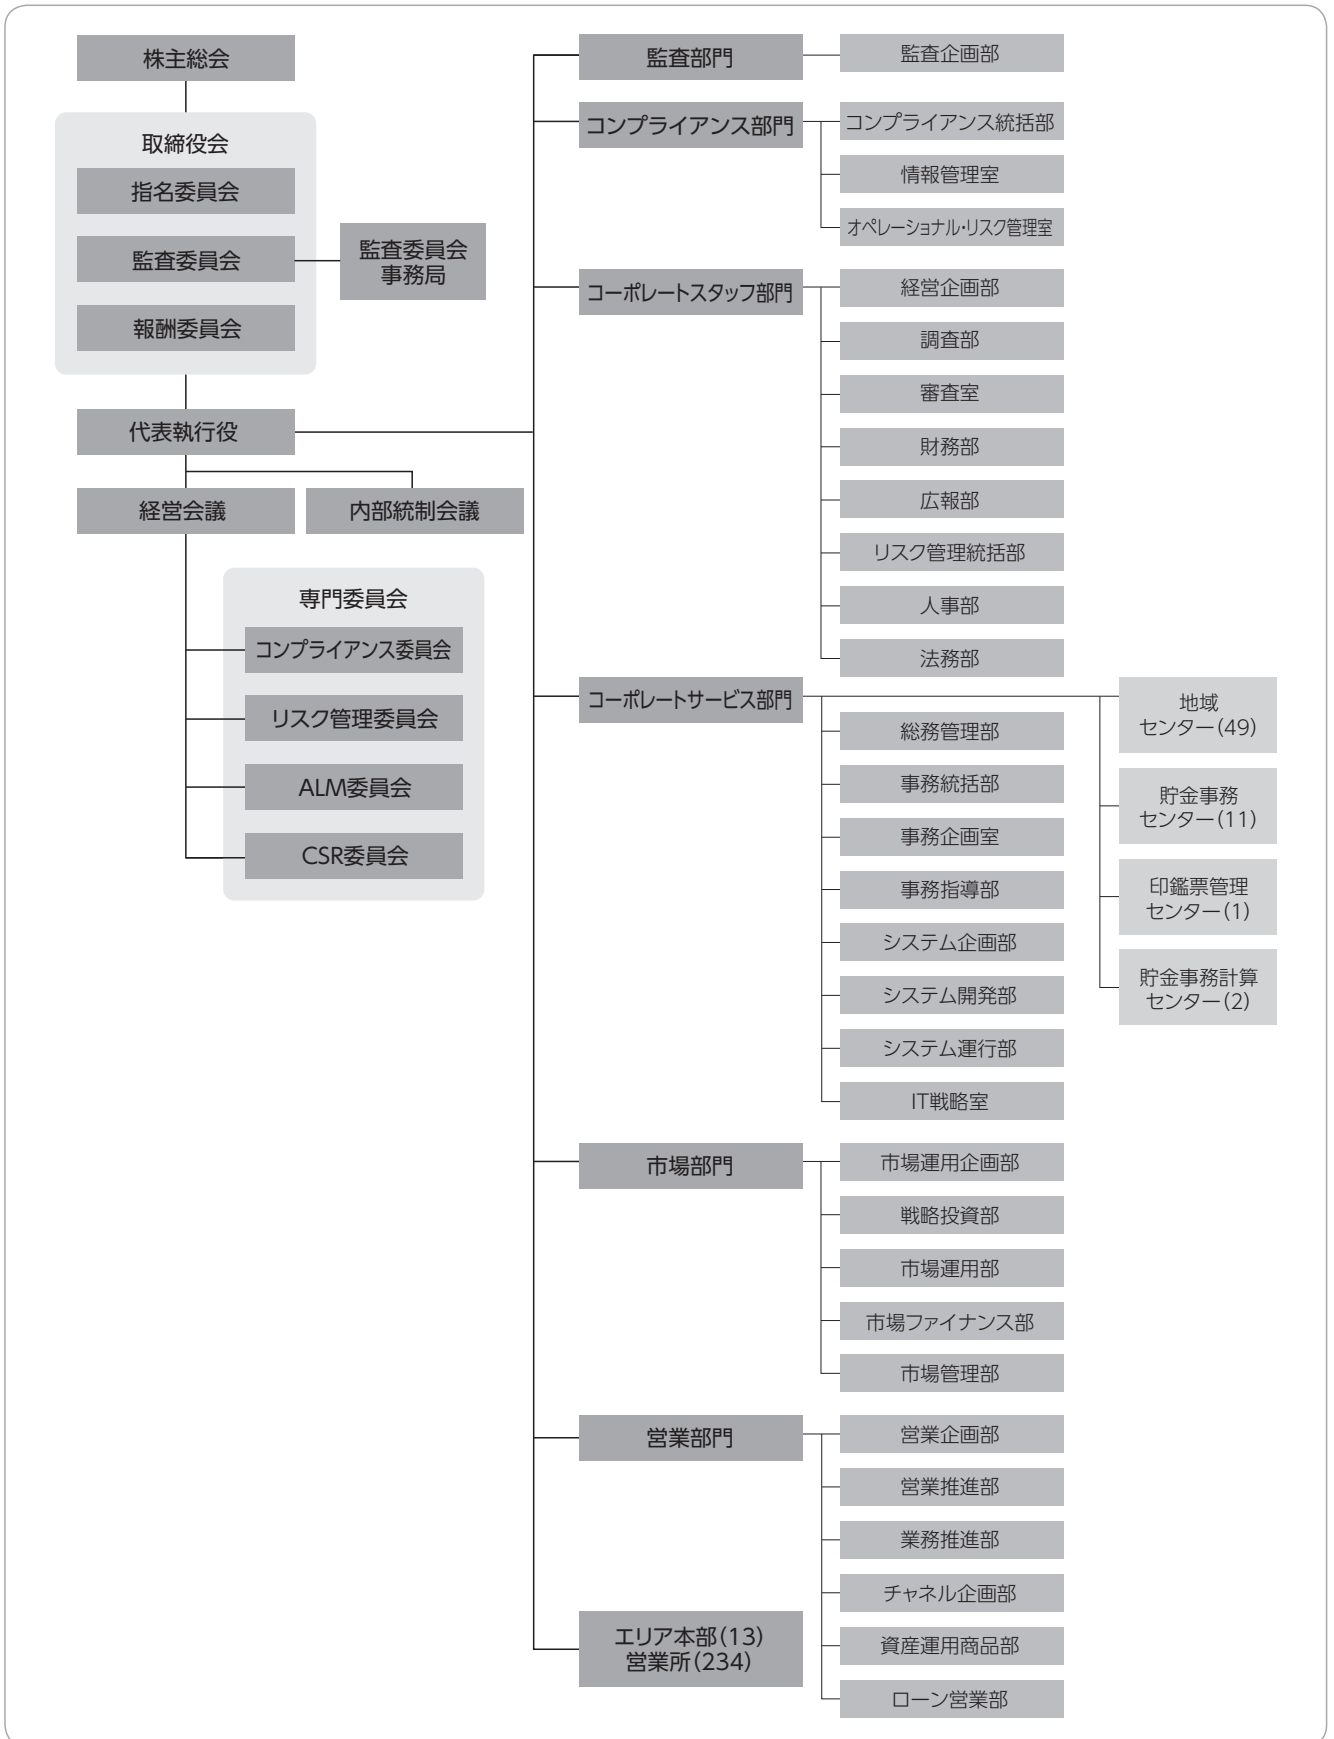 株主総会
取締役会
指名委員会
監査委員会
監査委員会
事務局
報酬委員会
代表執行役
経営会議
内部統制会議
専門委員会
コンプライアンス委員会
リスク管理委員会
ALM委員会
CSR委員会
監査部門
監査企画部
コンプライアンス部門
コンプライアンス統括部
情報管理室
オペレーショナル・リスク管理室
コーポレートスタッフ部門
経営企画部
調査部
審査室
財務部
広報部
リスク管理統括部
人事部
法務部
コーポレートサービス部門
総務管理部
事務統括部
事務企画室
事務指導部
システム企画部
システム開発部
システム運行部
IT戦略室
地域
センター(49)
貯金事務
センター(11)
印鑑票管理
センター(1)
貯金事務計算
センター(2)
市場部門
市場運用企画部
戦略投資部
市場運用部
市場ファイナンス部
市場管理部
営業部門
営業企画部
営業推進部
業務推進部
チャネル企画部
資産運用商品部
ローン営業部
エリア本部(13)
営業所(234)